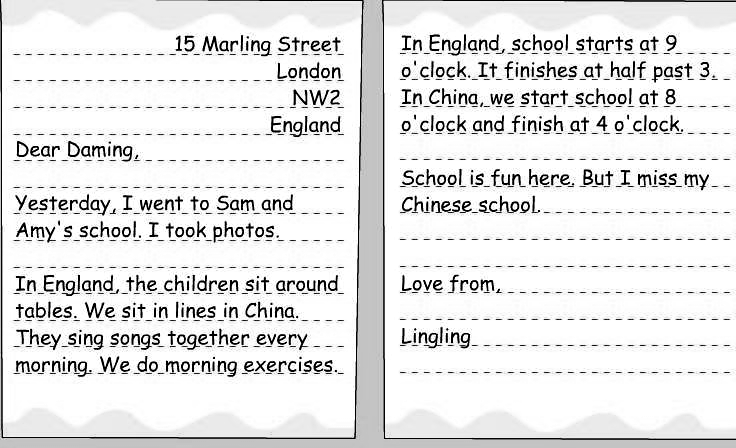 15 Marling Street
London
NW2
England
Dear Daming,
Yesterday, I went to Sam and
Amy's school. I took photos.
In England, the children sit around
tables. We sit in lines in China.
They sing songs together every
morning. We do morning exercises.
In England, school starts at 9
o'clock. It finishes at half past 3.
In China, we start school at 8
o'clock and finish at 4 o'clock.
School is fun here. But I miss my
Chinese school.
Love from,
Lingling